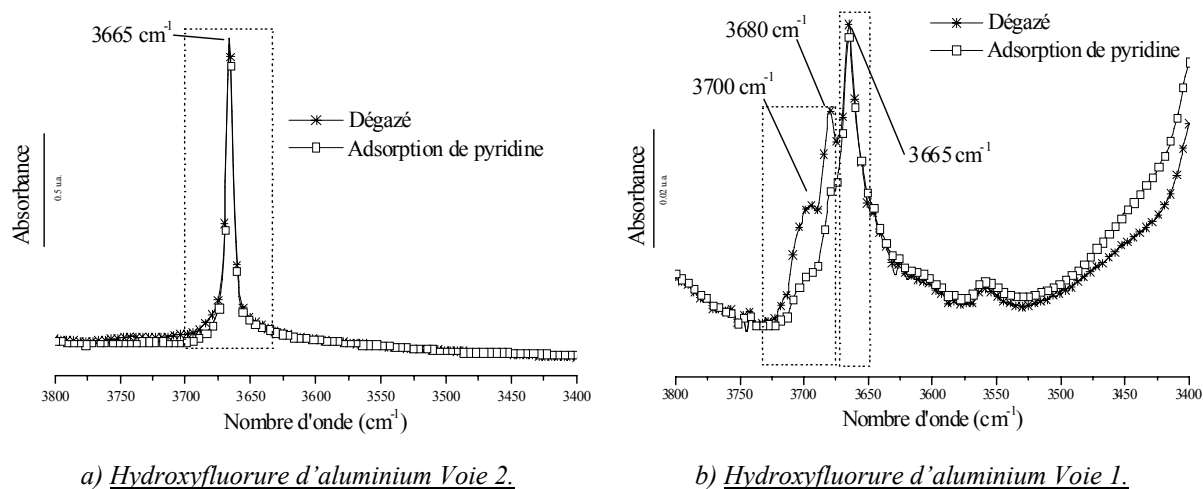 3665 cm-1
Dégazé
Adsorption de pyridine
Absorbance
0.5 u.a.
3800 3750 3700 3650 3600 3550 3500 3450 3400
Nombre d'onde (cm-1)
a) Hydroxyfluorure d'aluminium Voie 2.
3680 cm-1
3700 cm-1
Dégazé
Adsorption de pyridine
3665 cm-1
Absorbance
0.02 u.a.
3800 3750 3700 3650 3600 3550 3500 3450 3400
Nombre d'onde (cm-1)
b) Hydroxyfluorure d'aluminium Voie 1.